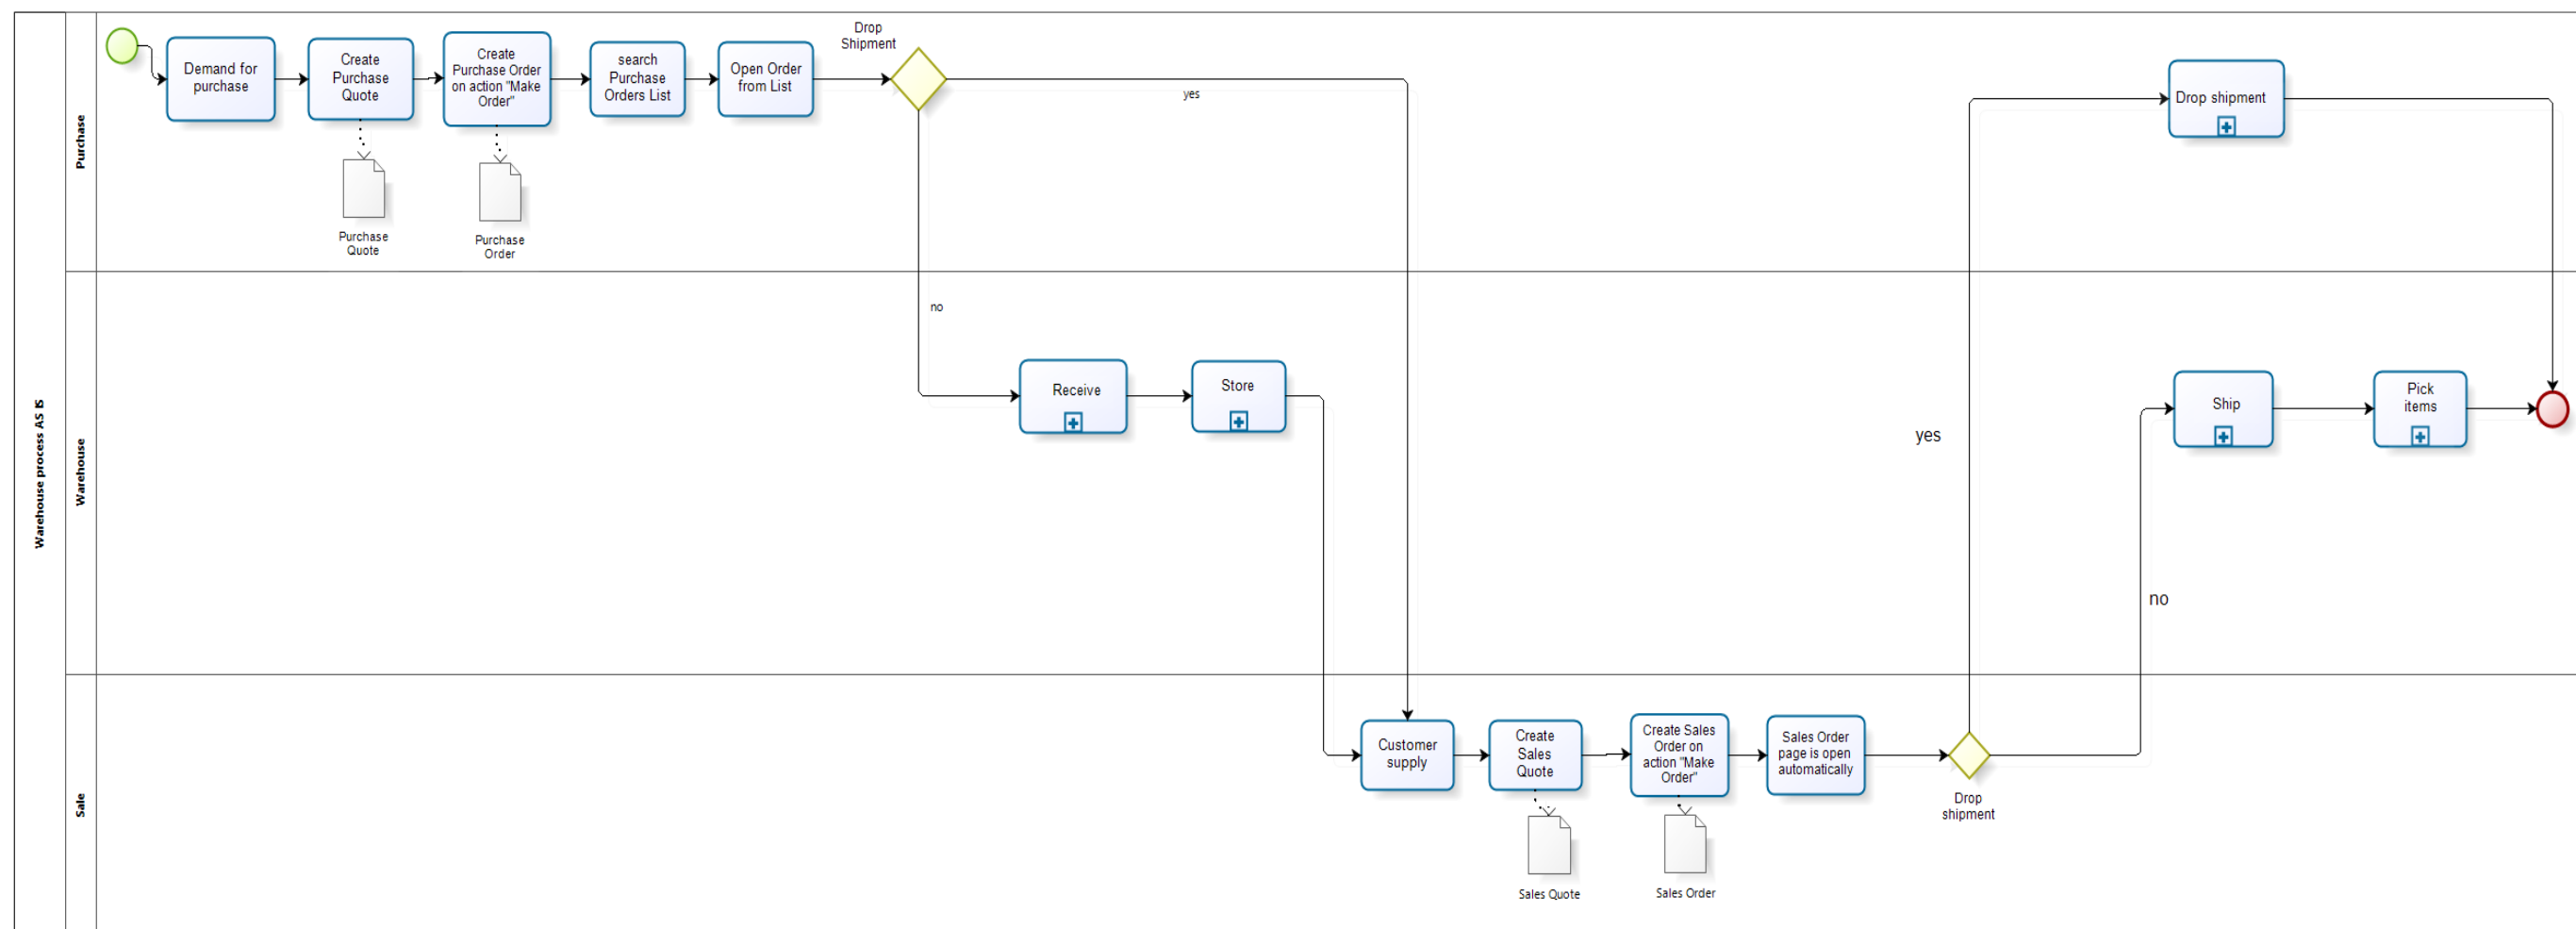 Warehouse process AS IS
Purchase
Demand for
purchase
Create
Purchase
Quote
Create
Purchase Order
on action "Make
Order"
search
Purchase
Orders List
Open Order
from List
Drop
Shipment
yes
Purchase
Quote
Purchase
Order
Drop shipment
Warehouse
no
Receive
Store
yes
Ship
Pick
items
no
Sale
Customer
supply
Create
Sales
Quote
Create Sales
Order on
action "Make
Order"
Sales Order
page is open
automatically
Drop
shipment
Sales Quote
Sales Order